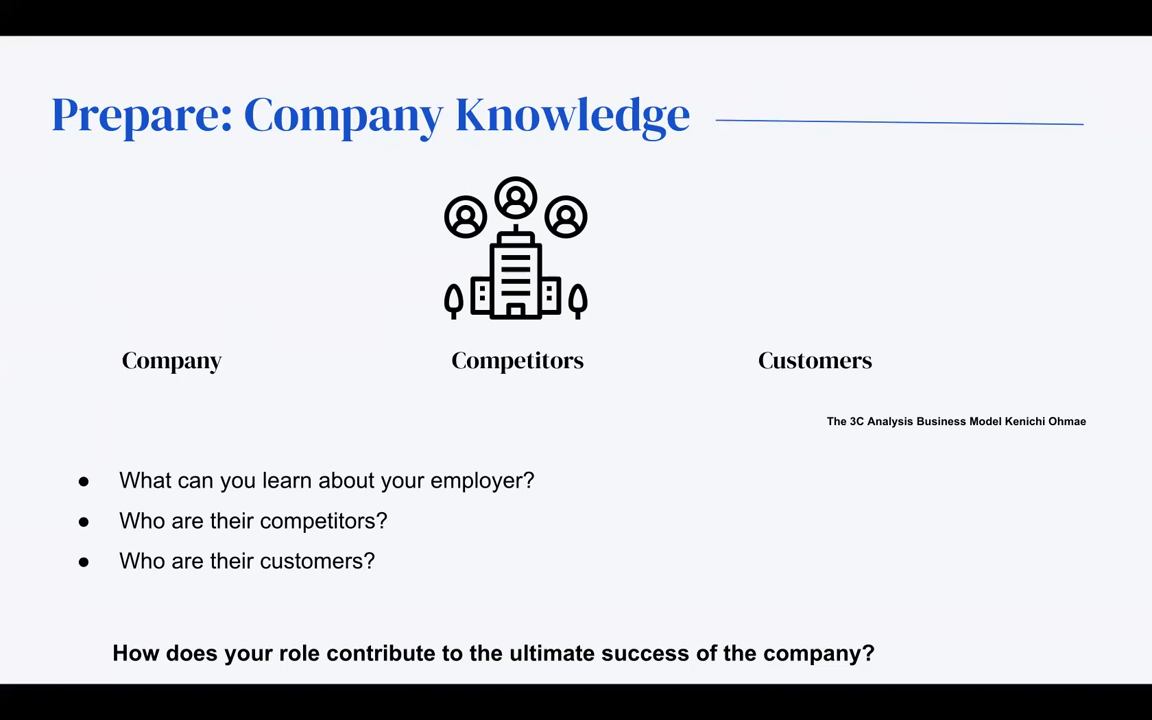 Prepare: Company Knowledge
Company
Competitors
Customers
The 3C Analysis Business Model Kenichi Ohmae
● What can you learn about your employer?
● Who are their competitors?
● Who are their customers?
How does your role contribute to the ultimate success of the company?